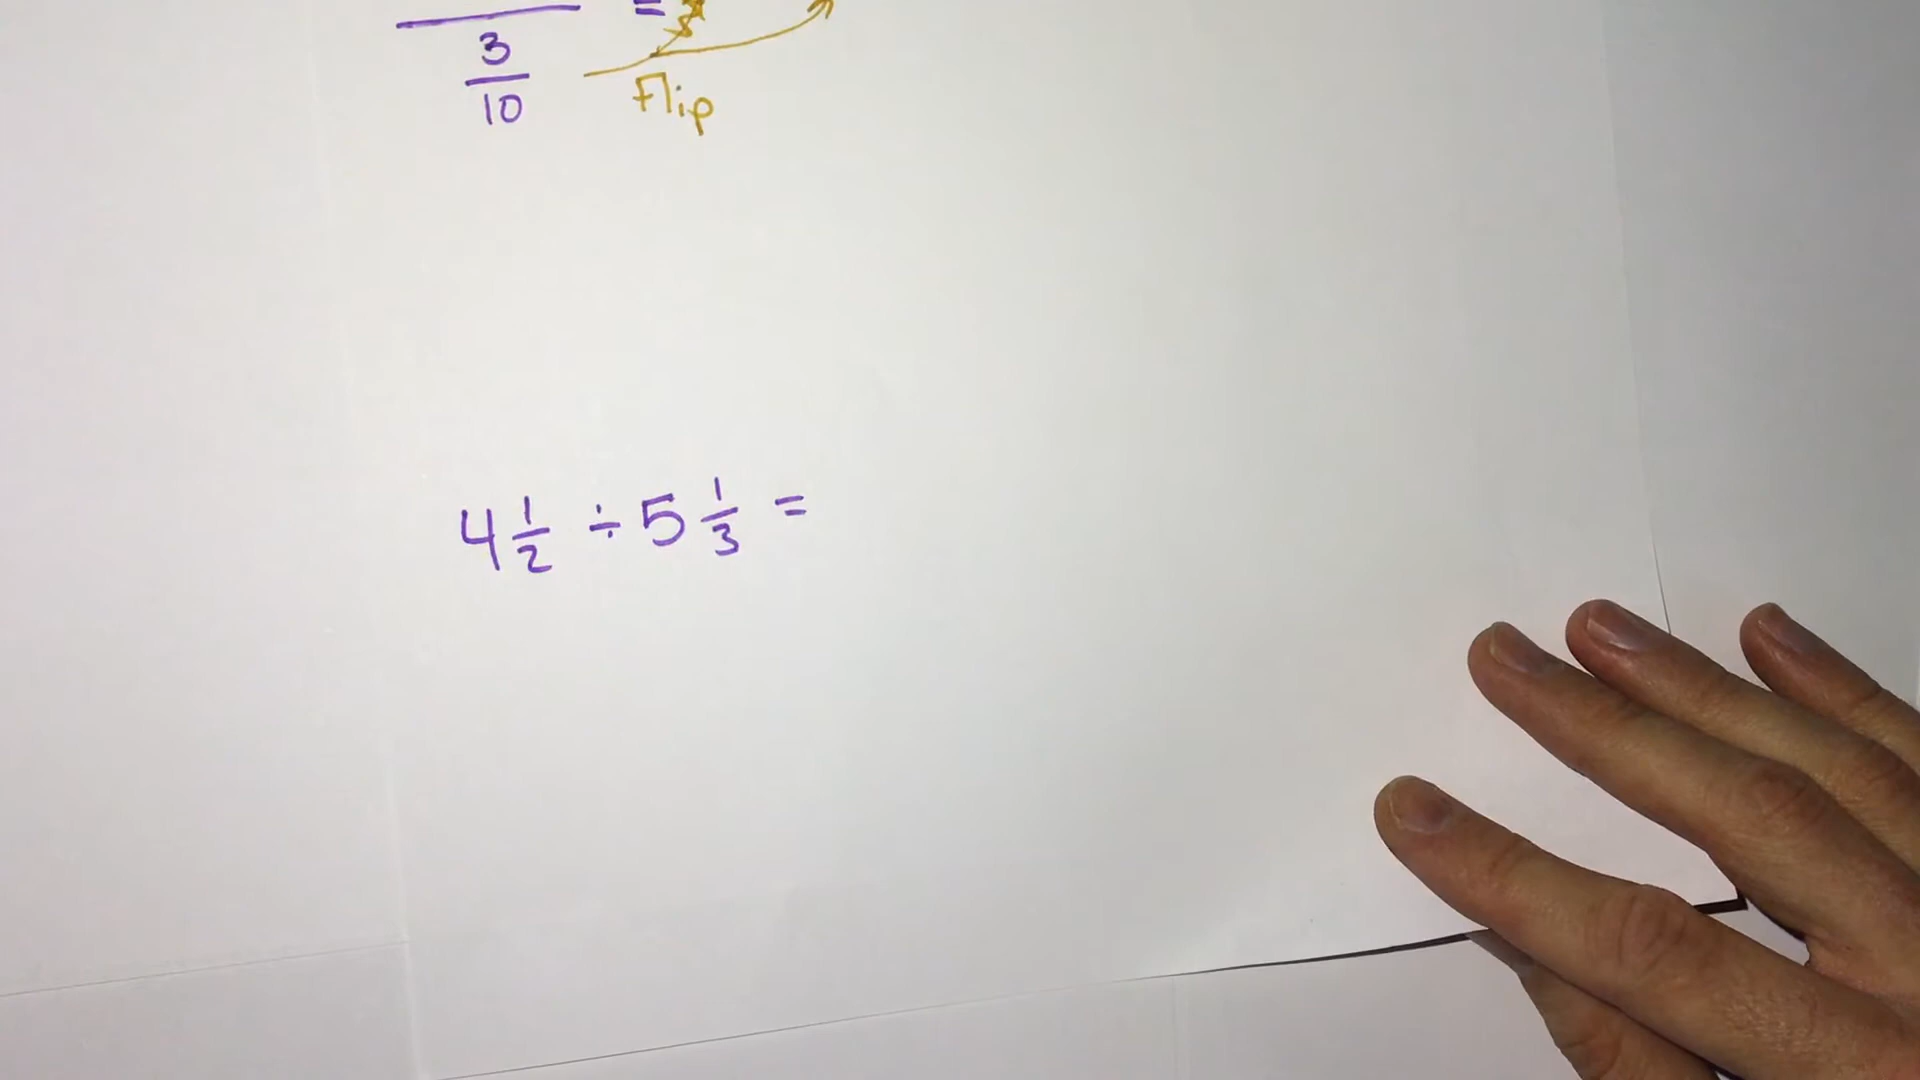 =
3/10
Flip
4 1/2 ÷ 5 1/3 =